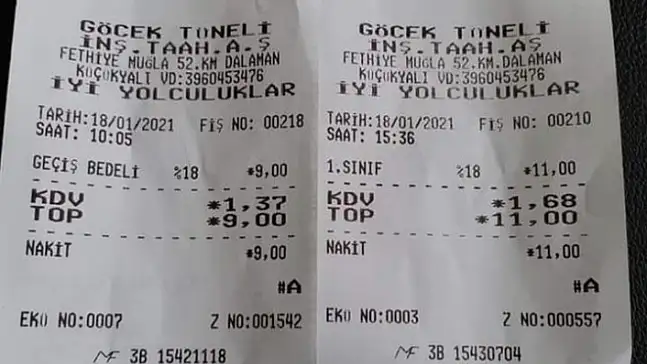 GÖCEK TÜNELİ
İNŞ.TAAH.A.Ş
FETHİYE MUĞLA 52.KM DALAMAN
KÜÇÜKYALI VD:3960453476
İYİ YOLCULUKLAR
TARİH:18/01/2021 FİŞ NO: 00218
SAAT: 10:05
GEÇİŞ BEDELİ %18 *9,00
KDV *1,37
TOP *9,00
NAKİT *9,00
#A
EKÜ NO:0007 Z NO:001542
MF 3B 15421118
GÖCEK TÜNELİ
İNŞ.TAAH.AŞ
FETHİYE MUĞLA 52.KM.DALAMAN
KÜÇÜKYALI VD:3960453476
İYİ YOLCULUKLAR
TARİH:18/01/2021 FİŞ NO: 00210
SAAT: 15:36
1.SINIF %18 *11,00
KDV *1,68
TOP *11,00
NAKİT *11,00
#A
EKÜ NO:0003 Z NO:000557
MF 3B 15430704